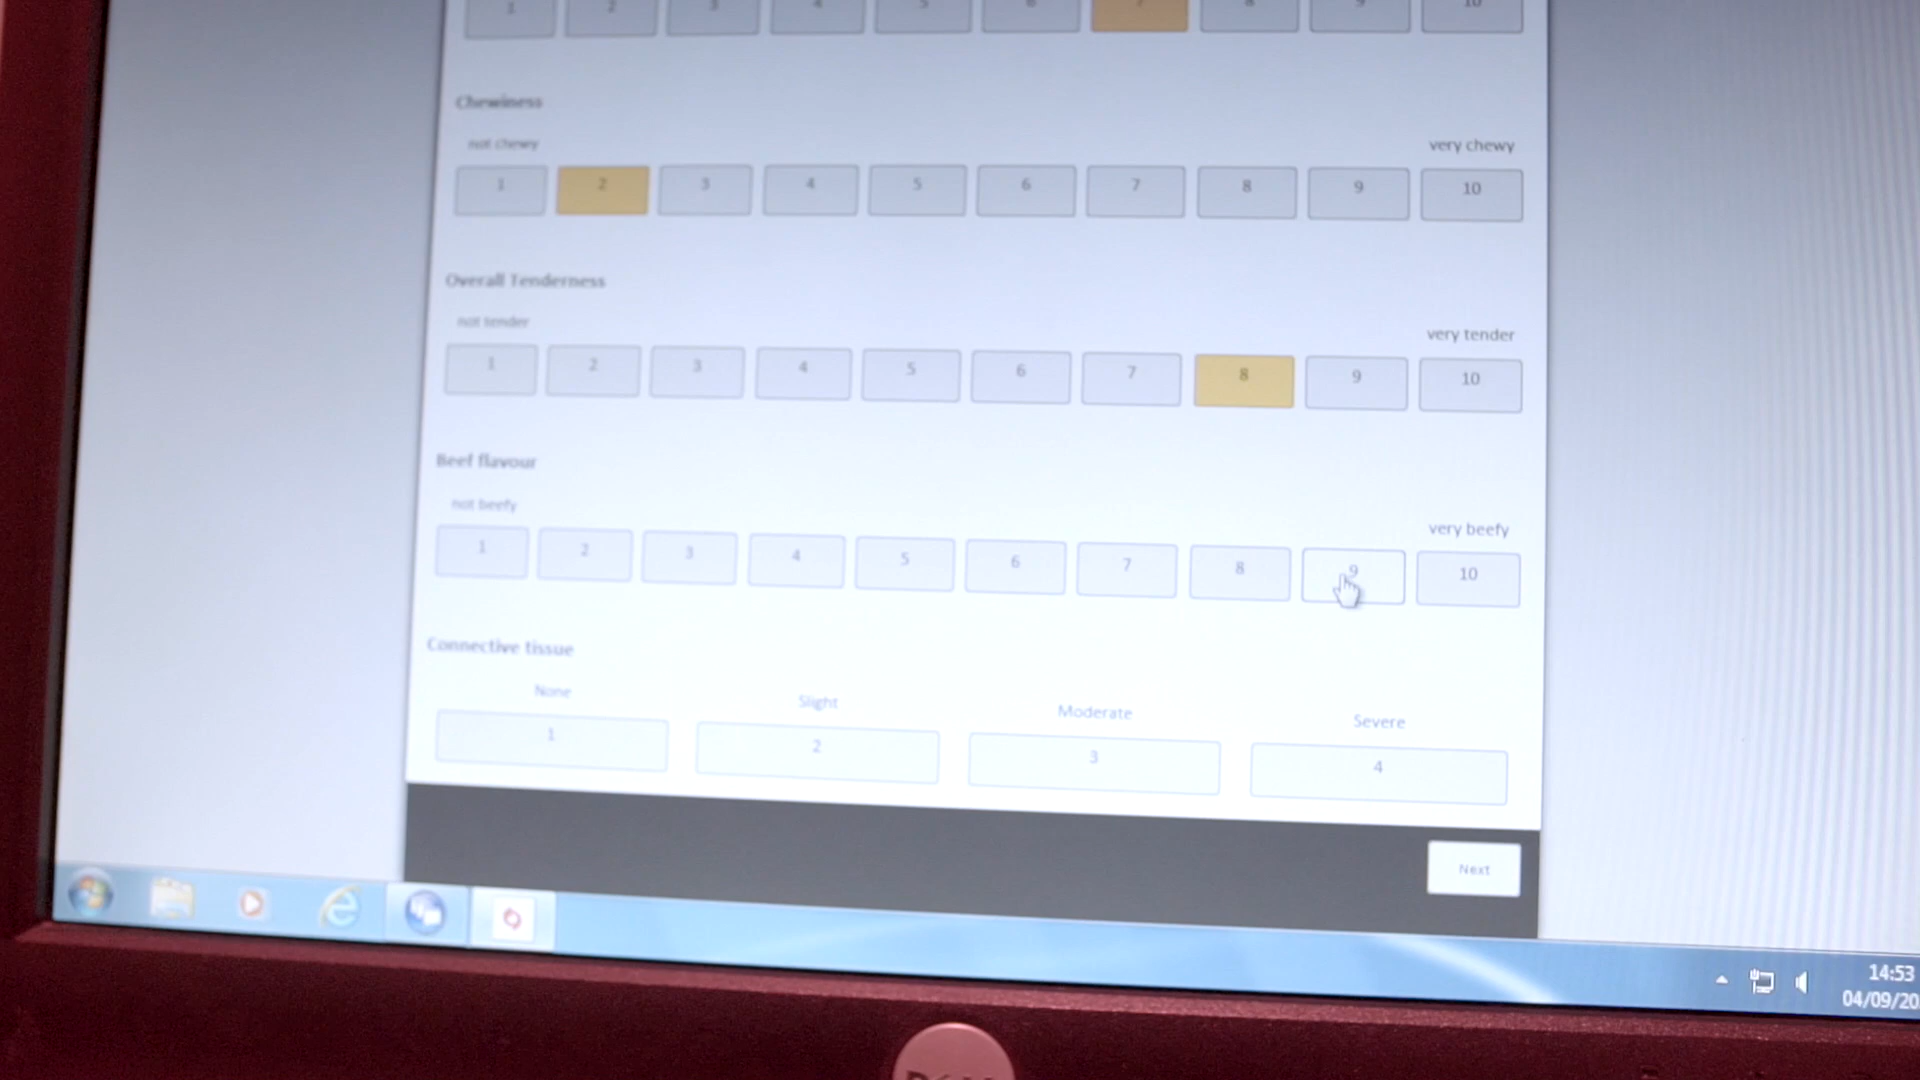 1 2 3 4 5 6 7 8 9 10
Chewiness
not chewy very chewy
1 2 3 4 5 6 7 8 9 10
Overall Tenderness
not tender very tender
1 2 3 4 5 6 7 8 9 10
Beef flavour
not beefy very beefy
1 2 3 4 5 6 7 8 9 10
Connective tissue
None Slight Moderate Severe
1 2 3 4
Next
14:53
04/09/20